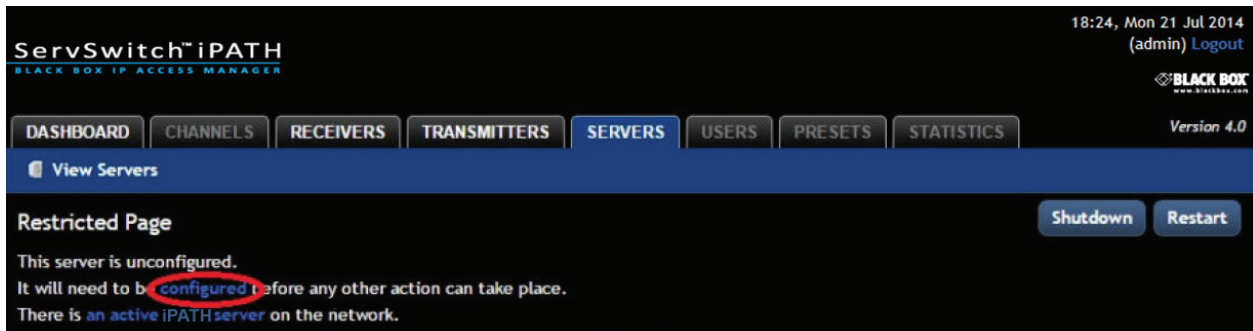 18:24, Mon 21 Jul 2014
(admin) Logout
ServSwitch™iPATH
BLACK BOX IP ACCESS MANAGER
BLACK BOX
www.blackbox.com
DASHBOARD CHANNELS RECEIVERS TRANSMITTERS SERVERS USERS PRESETS STATISTICS Version 4.0
View Servers
Restricted Page Shutdown Restart
This server is unconfigured.
It will need to be configured before any other action can take place.
There is an active iPATH server on the network.